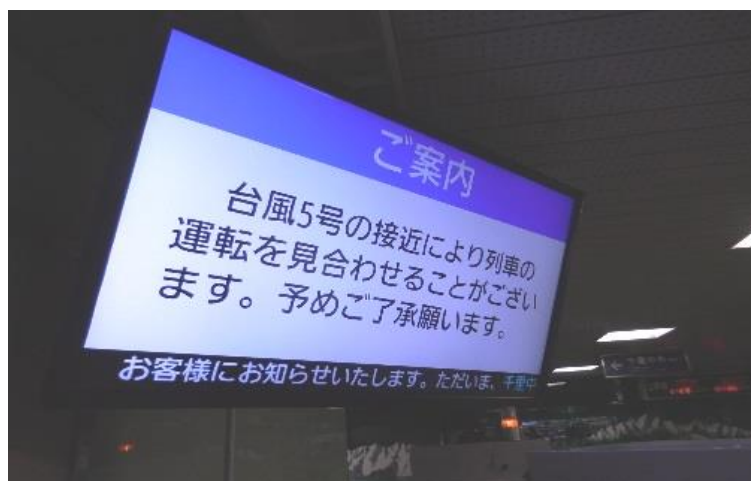 ご案内
台風5号の接近により列車の
運転を見合わせることがござい
ます。予めご了承願います。
お客様にお知らせいたします。ただいま、千里中